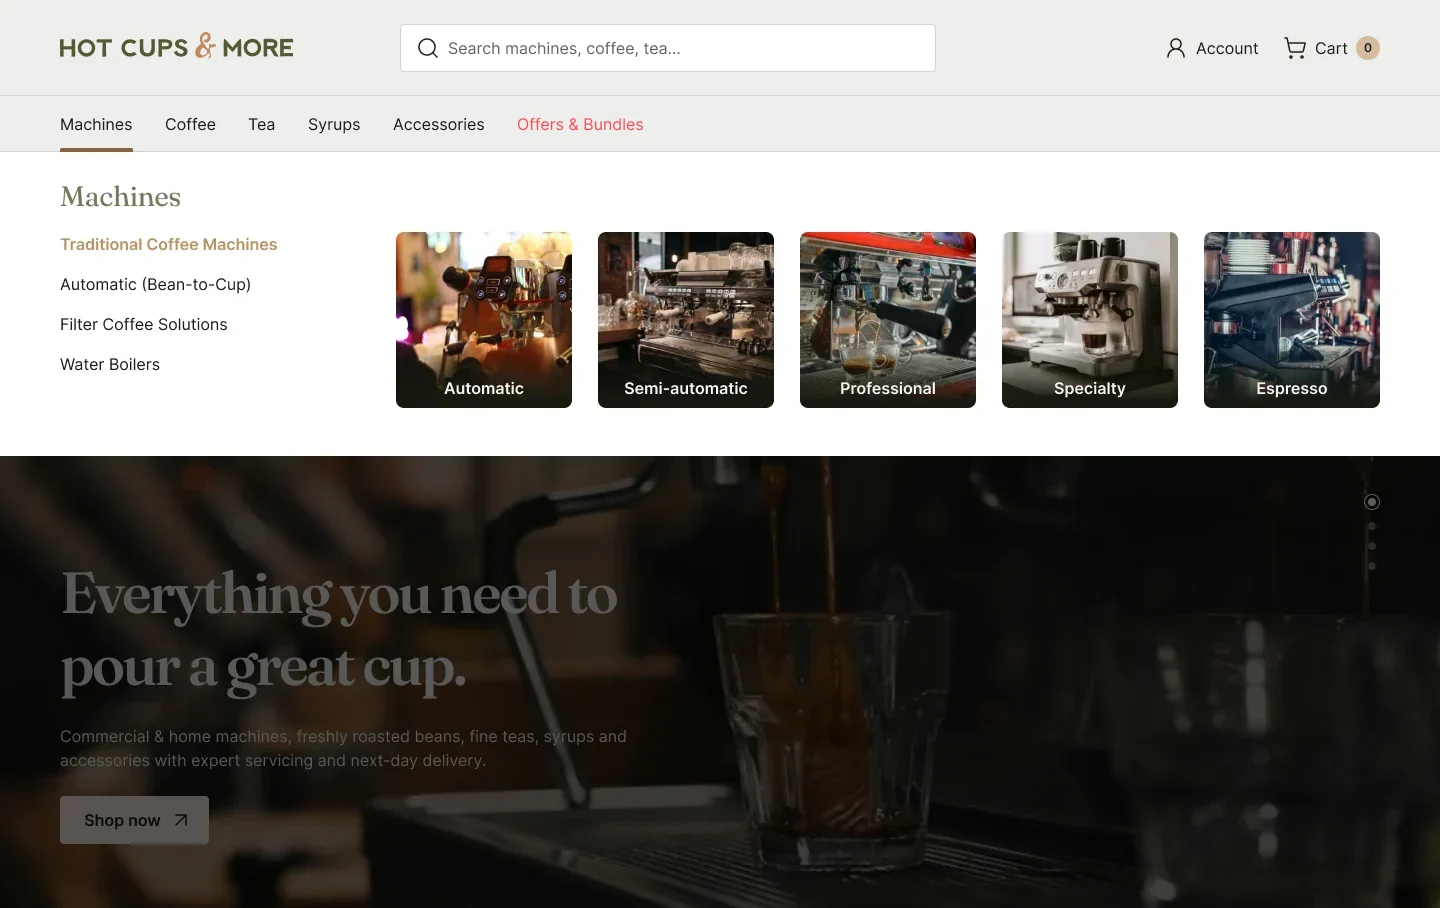 HOT CUPS & MORE
Search machines, coffee, tea...
Account
Cart
0
Machines
Coffee
Tea
Syrups
Accessories
Offers & Bundles
Machines
Traditional Coffee Machines
Automatic (Bean-to-Cup)
Filter Coffee Solutions
Water Boilers
Automatic
Semi-automatic
Professional
Specialty
Espresso
Everything you need to
pour a great cup.
Commercial & home machines, freshly roasted beans, fine teas, syrups and
accessories with expert servicing and next-day delivery.
Shop now